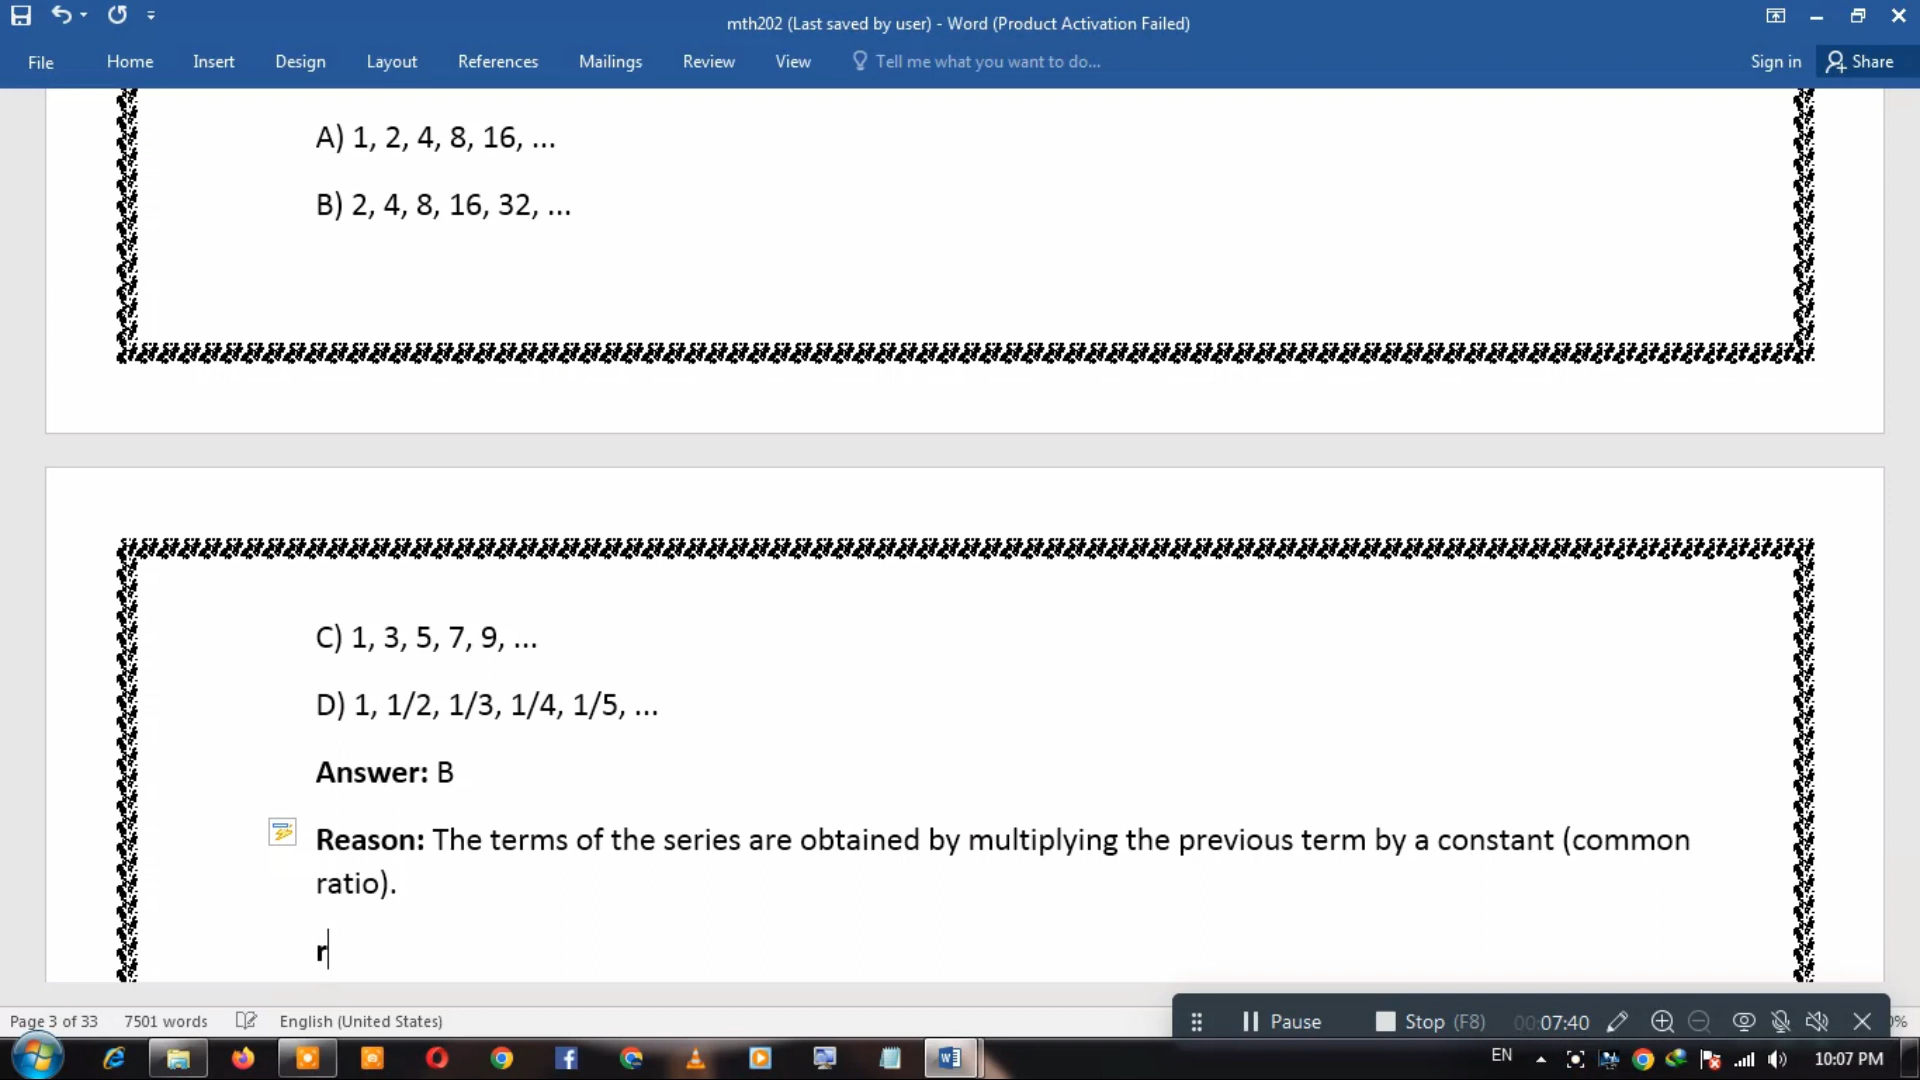 mth202 (Last saved by user) - Word (Product Activation Failed)
File Home Insert Design Layout References Mailings Review View Tell me what you want to do... Sign in Share
A) 1, 2, 4, 8, 16, ...
B) 2, 4, 8, 16, 32, ...
C) 1, 3, 5, 7, 9, ...
D) 1, 1/2, 1/3, 1/4, 1/5, ...
Answer: B
Reason: The terms of the series are obtained by multiplying the previous term by a constant (common
ratio).
r
Page 3 of 33 7501 words English (United States) Pause Stop (F8) 00:07:40 0%
EN 10:07 PM